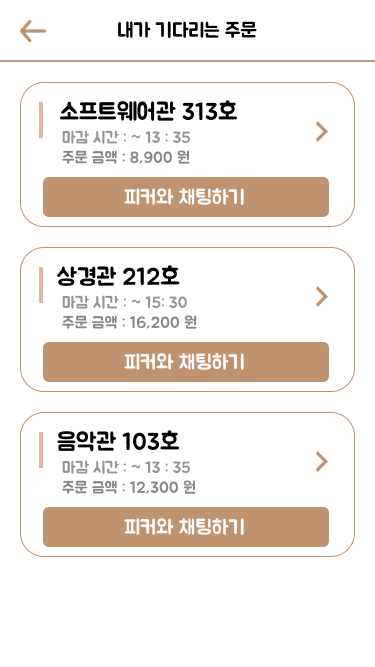 내가 기다리는 주문
소프트웨어관 313호
마감 시간 : ~ 13 : 35
주문 금액 : 8,900 원
피커와 채팅하기
상경관 212호
마감 시간 : ~ 15: 30
주문 금액 : 16,200 원
피커와 채팅하기
음악관 103호
마감 시간 : ~ 13 : 35
주문 금액 : 12,300 원
피커와 채팅하기